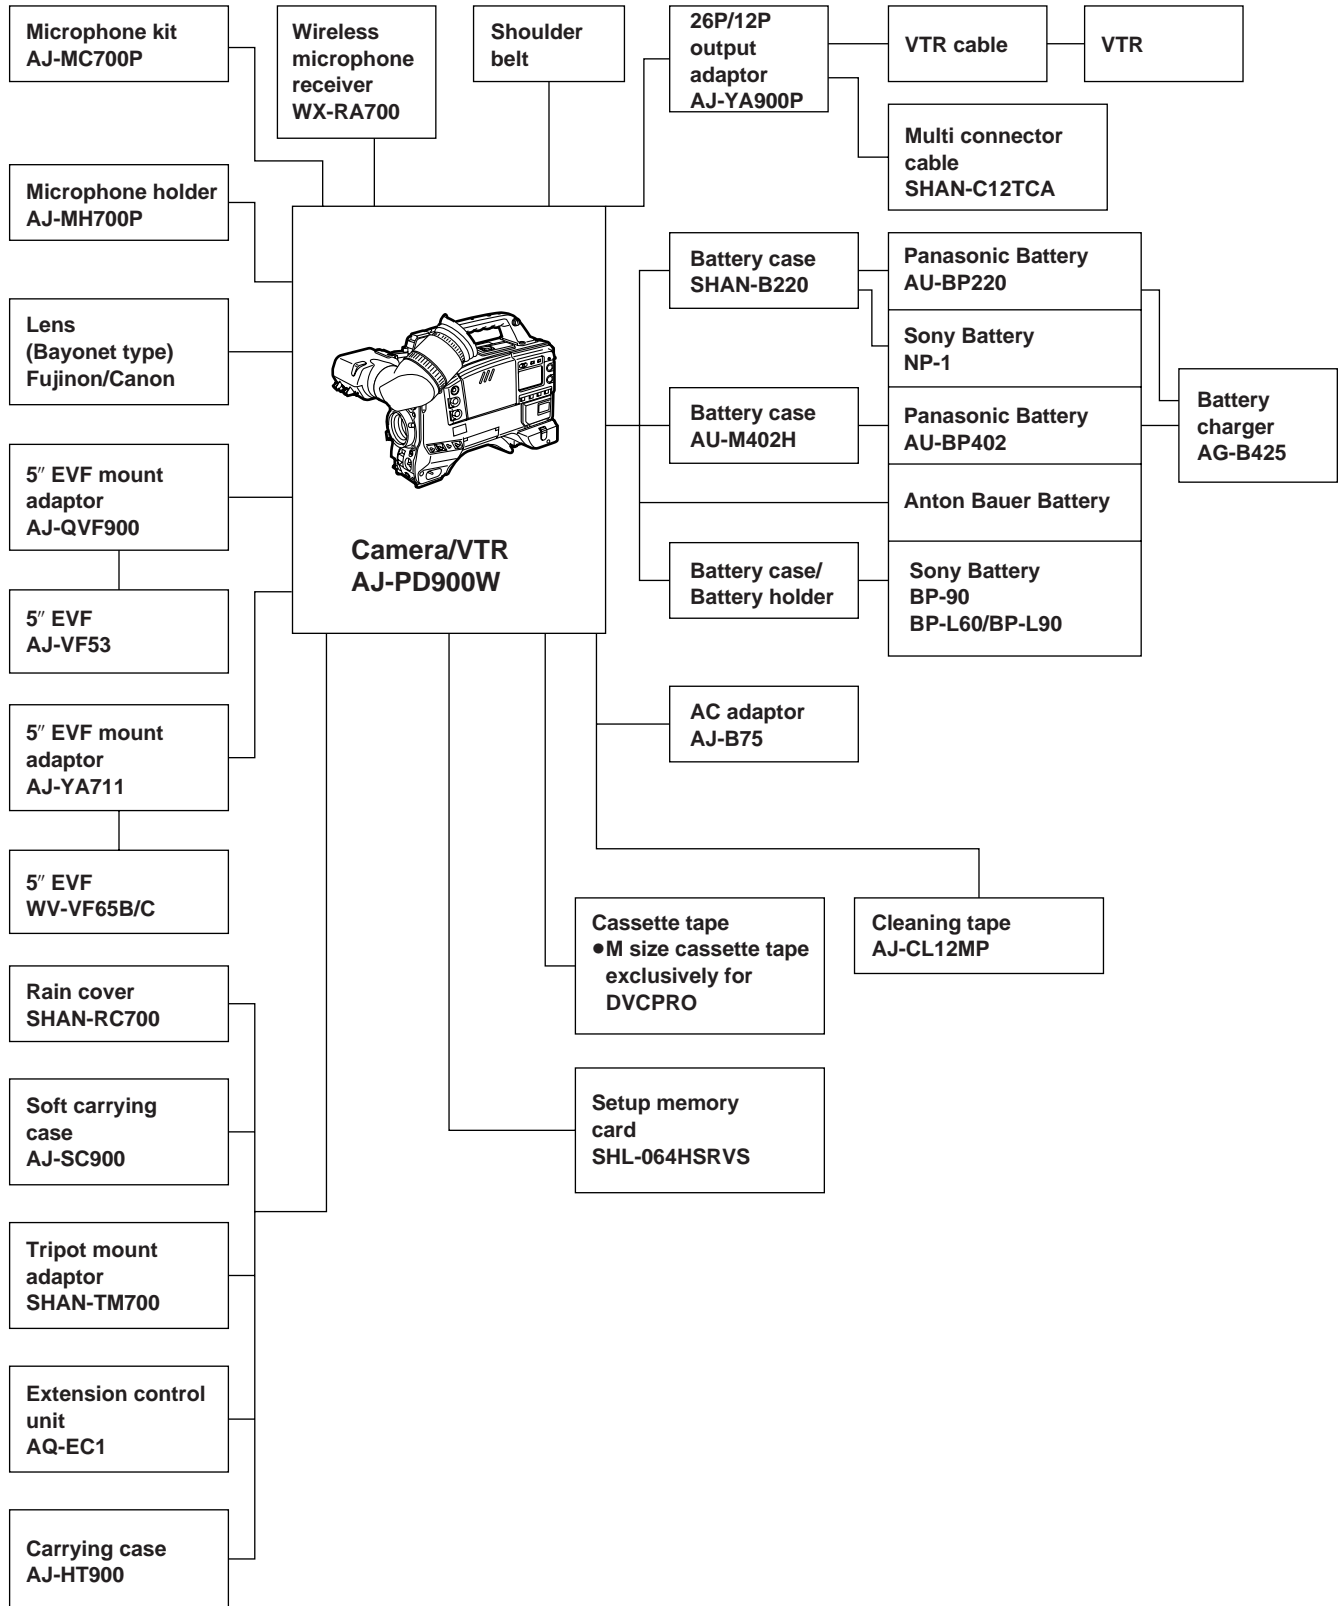 Microphone kit
AJ-MC700P
Wireless
microphone
receiver
WX-RA700
Shoulder
belt
26P/12P
output
adaptor
AJ-YA900P
VTR cable
VTR
Multi connector
cable
SHAN-C12TCA
Microphone holder
AJ-MH700P
Battery case
SHAN-B220
Panasonic Battery
AU-BP220
Sony Battery
NP-1
Lens
(Bayonet type)
Fujinon/Canon
Battery case
AU-M402H
Panasonic Battery
AU-BP402
Battery
charger
AG-B425
5″ EVF mount
adaptor
AJ-QVF900
Anton Bauer Battery
Camera/VTR
AJ-PD900W
Battery case/
Battery holder
Sony Battery
BP-90
BP-L60/BP-L90
5″ EVF
AJ-VF53
AC adaptor
AJ-B75
5″ EVF mount
adaptor
AJ-YA711
5″ EVF
WV-VF65B/C
Cassette tape
●M size cassette tape
exclusively for
DVCPRO
Cleaning tape
AJ-CL12MP
Rain cover
SHAN-RC700
Soft carrying
case
AJ-SC900
Setup memory
card
SHL-064HSRVS
Tripot mount
adaptor
SHAN-TM700
Extension control
unit
AQ-EC1
Carrying case
AJ-HT900